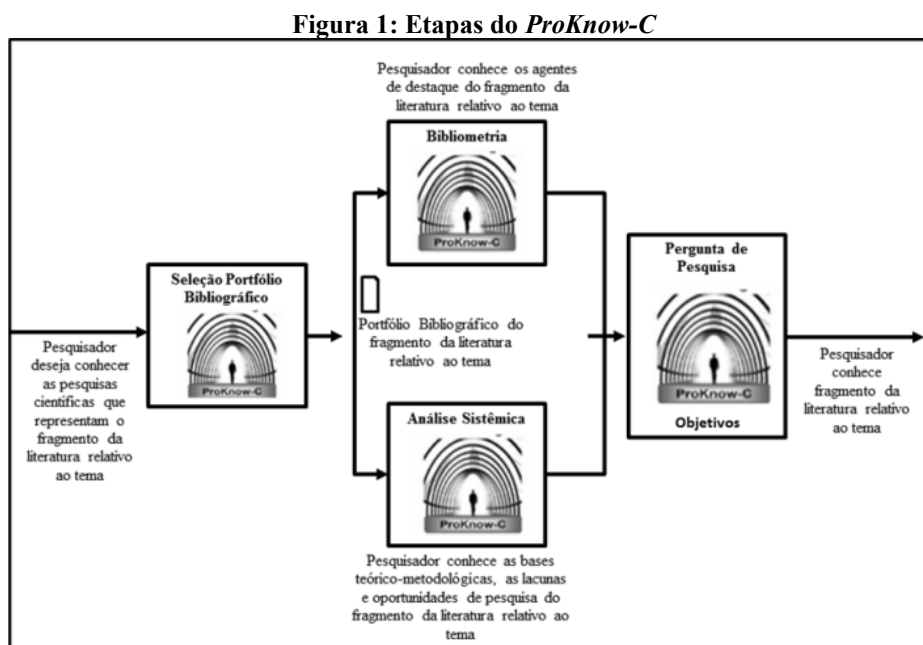 Figura 1: Etapas do ProKnow-C
Pesquisador conhece os agentes
de destaque do fragmento da
literatura relativo ao tema
Bibliometria
ProKnow-C
Seleção Portfólio
Bibliográfico
ProKnow-C
Pesquisador
deseja conhecer
as pesquisas
científicas que
representam o
fragmento da
literatura relativo
ao tema
Portfólio Bibliográfico do
fragmento da literatura
relativo ao tema
Análise Sistêmica
ProKnow-C
Pesquisador conhece as bases
teórico-metodológicas, as lacunas
e oportunidades de pesquisa do
fragmento da literatura relativo ao
tema
Pergunta de
Pesquisa
ProKnow-C
Objetivos
Pesquisador
conhece
fragmento da
literatura relativo
ao tema